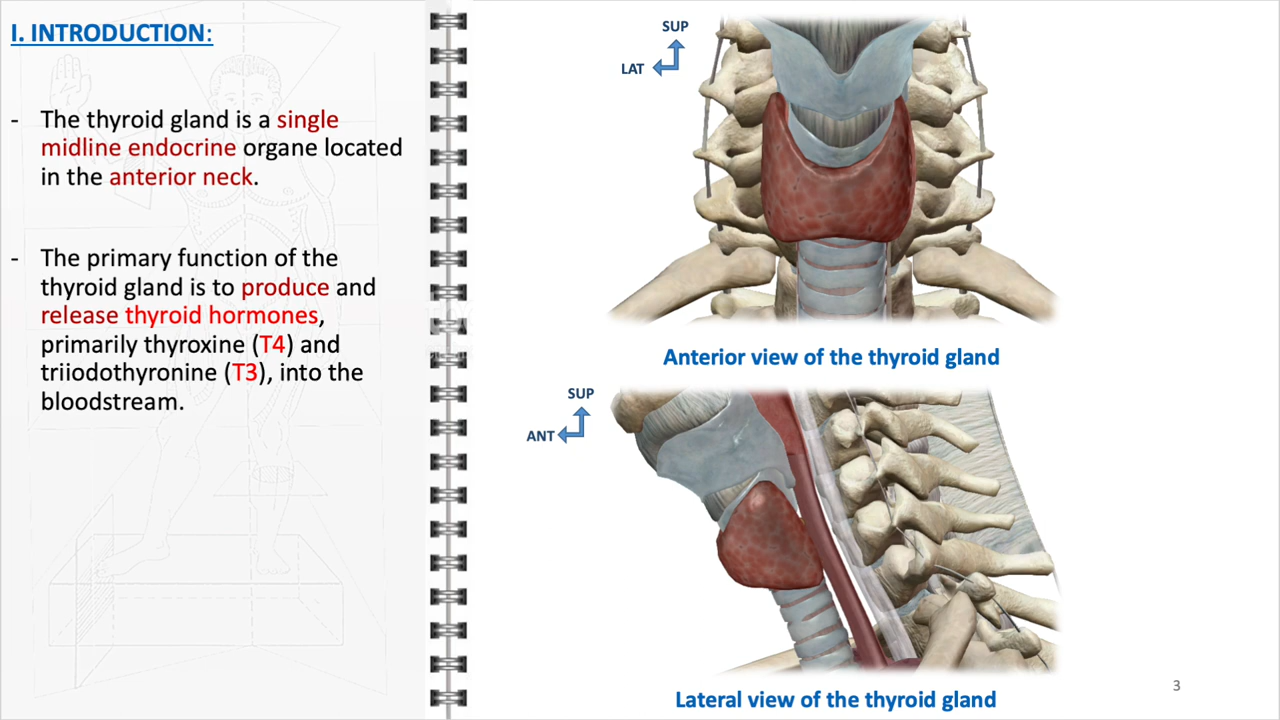 I. INTRODUCTION:
- The thyroid gland is a single
midline endocrine organe located
in the anterior neck.
- The primary function of the
thyroid gland is to produce and
release thyroid hormones,
primarily thyroxine (T4) and
triiodothyronine (T3), into the
bloodstream.
SUP
LAT
Anterior view of the thyroid gland
SUP
ANT
Lateral view of the thyroid gland
3